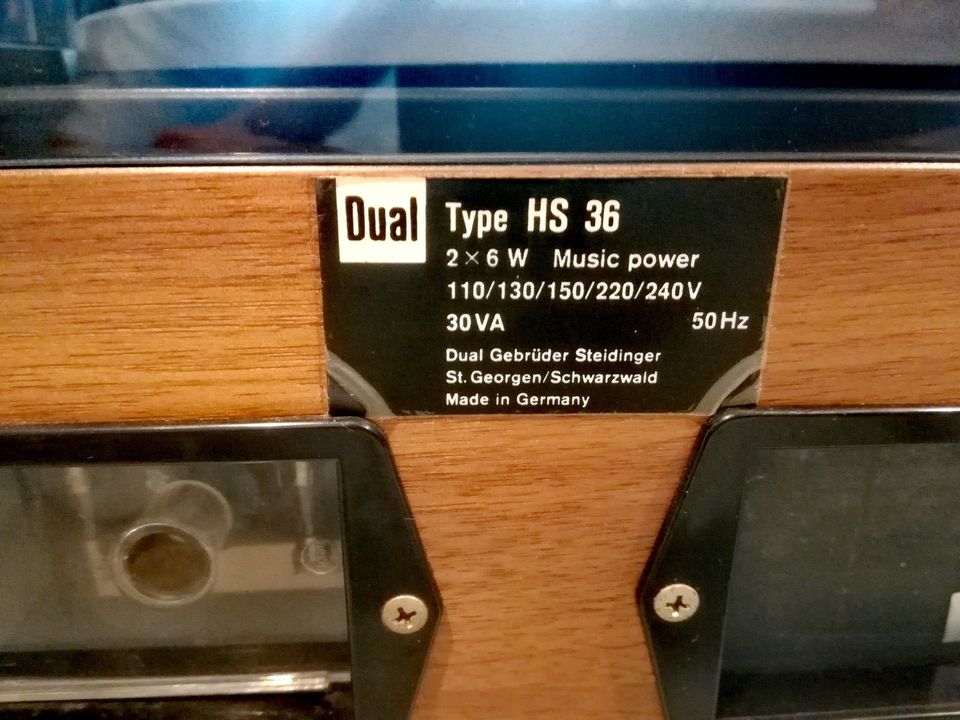 Dual Type HS 36
2 × 6 W Music power
110/130/150/220/240 V
30 VA 50 Hz
Dual Gebrüder Steidinger
St. Georgen/Schwarzwald
Made in Germany